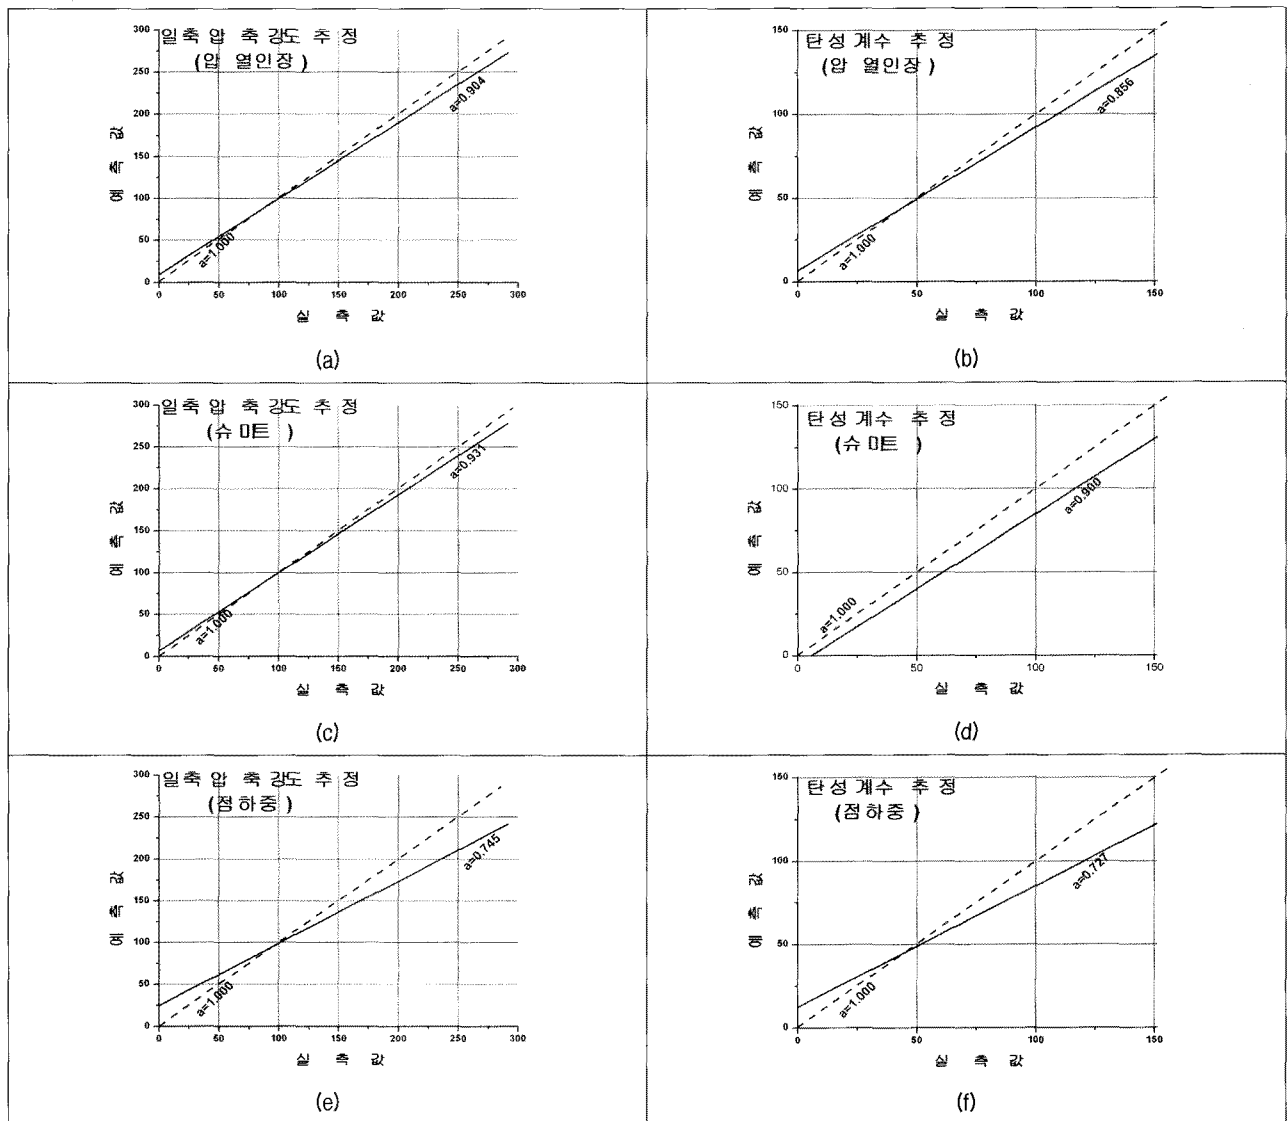 일축압 축강도 추정
(압 열인장)
300
250
200
150
100
50
0
예 측 값
a=0.904
a=1.000
0 50 100 150 200 250 300
실 측 값
(a)
탄성계수 추정
(압 열인장)
150
100
50
0
예 측 값
a=0.856
a=1.000
0 50 100 150
실 측 값
(b)
일축압 축강도 추정
(슈미트 )
300
250
200
150
100
50
0
예 측 값
a=0.931
a=1.000
0 50 100 150 200 250 300
실 측 값
(c)
탄성계수 추정
(슈미트 )
150
100
50
0
예 측 값
a=0.900
a=1.000
0 50 100 150
실 측 값
(d)
일축압 축강도 추정
(점하중)
300
250
200
150
100
50
0
예 측 값
a=0.745
a=1.000
0 50 100 150 200 250 300
실 측 값
(e)
탄성계수 추정
(점하중)
150
100
50
0
예 측 값
a=0.727
a=1.000
0 50 100 150
실 측 값
(f)